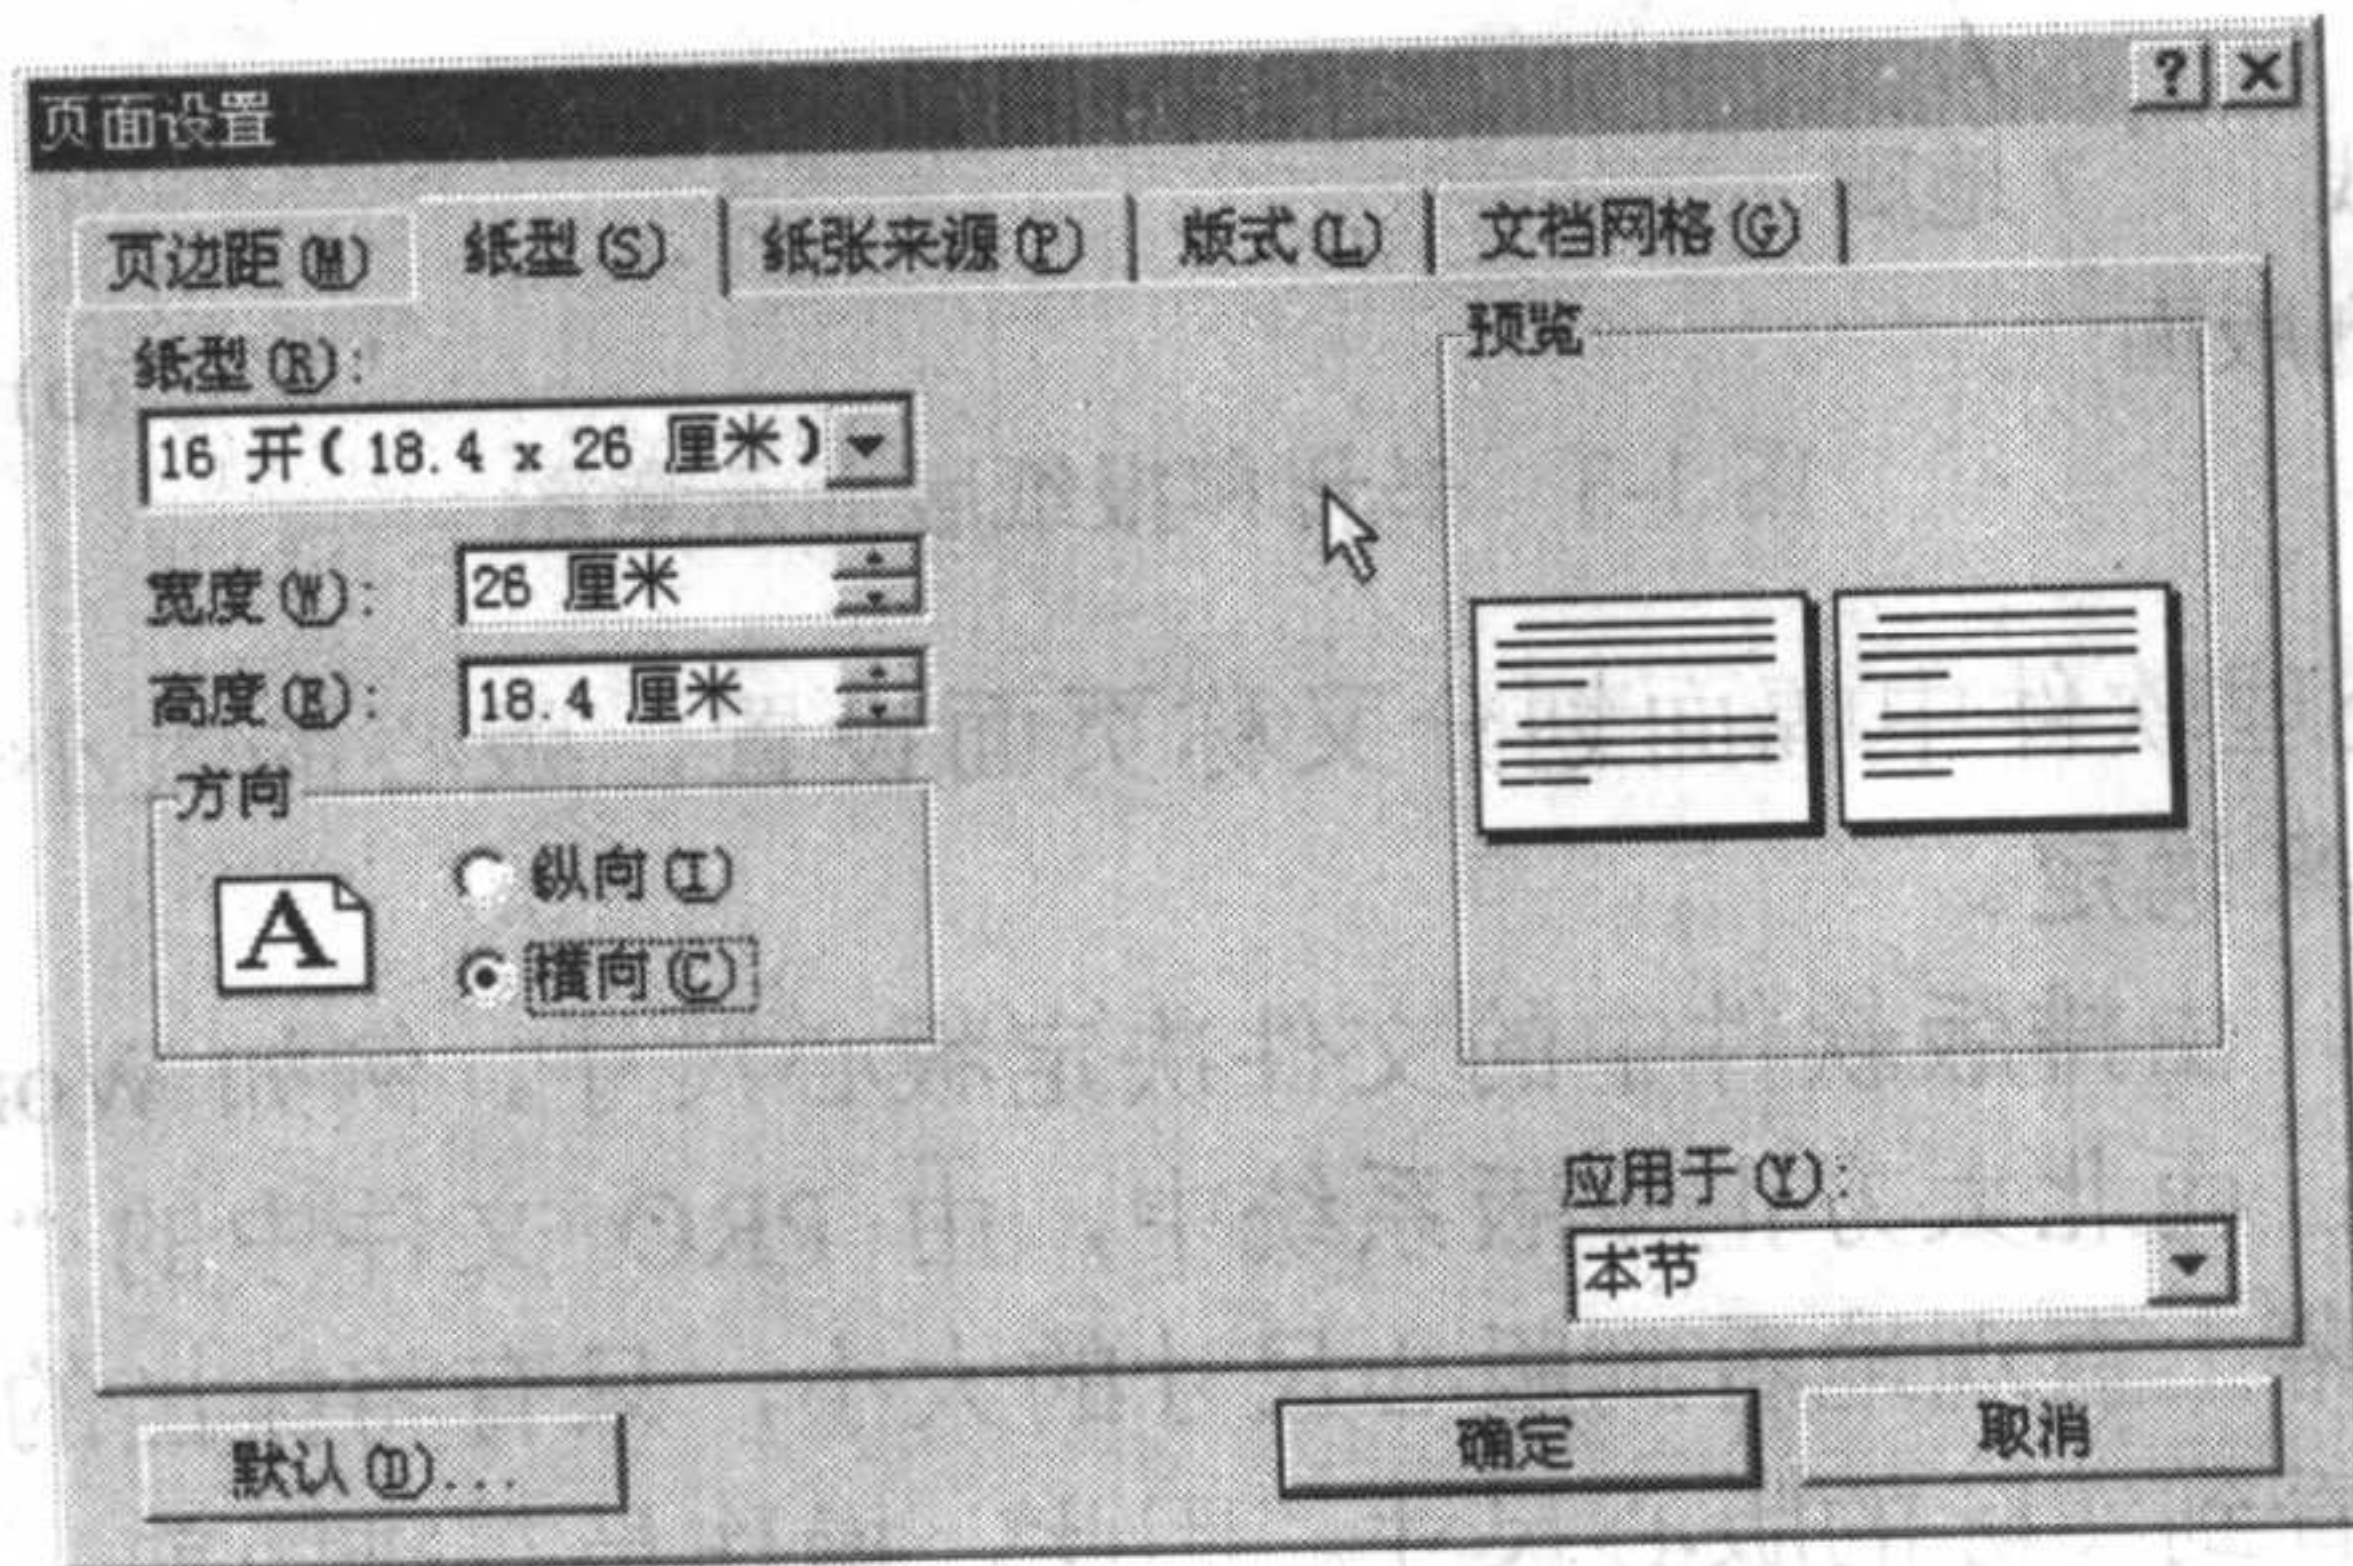 页面设置
页边距(M) 纸型(S) 纸张来源(P) 版式(L) 文档网格(G)
纸型(R):
16 开(18.4 x 26 厘米)
宽度(W): 26 厘米
高度(E): 18.4 厘米
方向
A
纵向(I)
横向(C)
预览
应用于(Y):
本节
默认(D)...
确定
取消